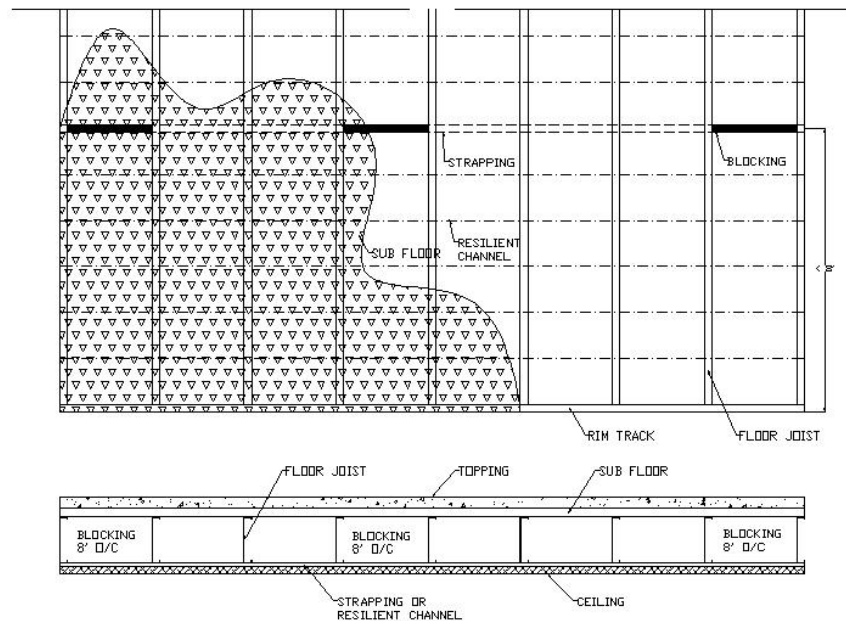 STRAPPING
BLOCKING
SUB FLOOR
RESILIENT
CHANNEL
RIM TRACK
FLOOR JOIST
FLOOR JOIST
TOPPING
SUB FLOOR
BLOCKING
8' O/C
BLOCKING
8' O/C
BLOCKING
8' O/C
STRAPPING OR
RESILIENT CHANNEL
CEILING